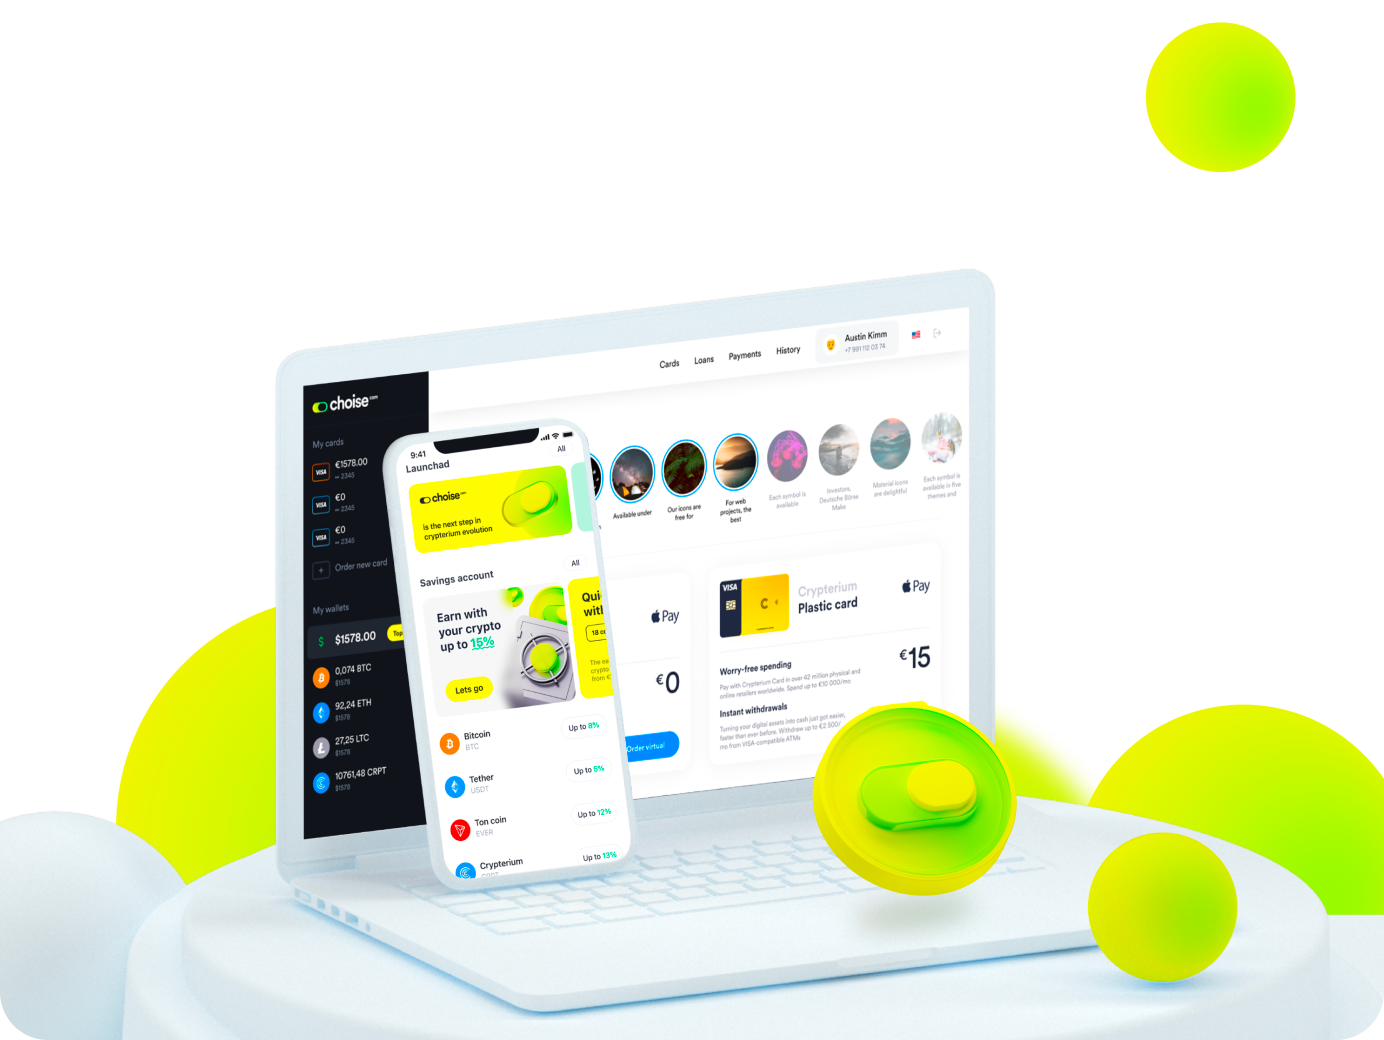 choise.com
My cards
VISA
€1578.00
•• 2345
VISA
€0
•• 2345
VISA
€0
•• 2345
+
Order new card
My wallets
$
$1578.00
Top
0,074 BTC
$1578
92,24 ETH
$1578
27,25 LTC
$1578
10761,48 CRPT
$1578
Cards
Loans
Payments
History
Austin Kimm
+7 991 112 03 74
Available under
Our icons are
free for
For web
projects, the
best
Each symbol is
available
Investors,
Deutsche Börse
Make
Material icons
are delightful
Each symbol is
available in five
themes and
Pay
€0
Order virtual
VISA
Crypterium
Plastic card
Pay
€15
Worry-free spending
Pay with Crypterium Card in over 42 million physical and
online retailers worldwide. Spend up to €10 000/mo
Instant withdrawals
Turning your digital assets into cash just got easier,
faster than ever before. Withdraw up to €2 500/
mo from VISA-compatible ATMs
9:41
Launchad
All
choise.com
is the next step in
crypterium evolution
Savings account
All
Earn with
your crypto
up to 15%
Lets go
Qui
with
18 c
The ea
crypto
from €
Bitcoin
BTC
Up to 8%
Tether
USDT
Up to 5%
Ton coin
EVER
Up to 12%
Crypterium
CRPT
Up to 13%